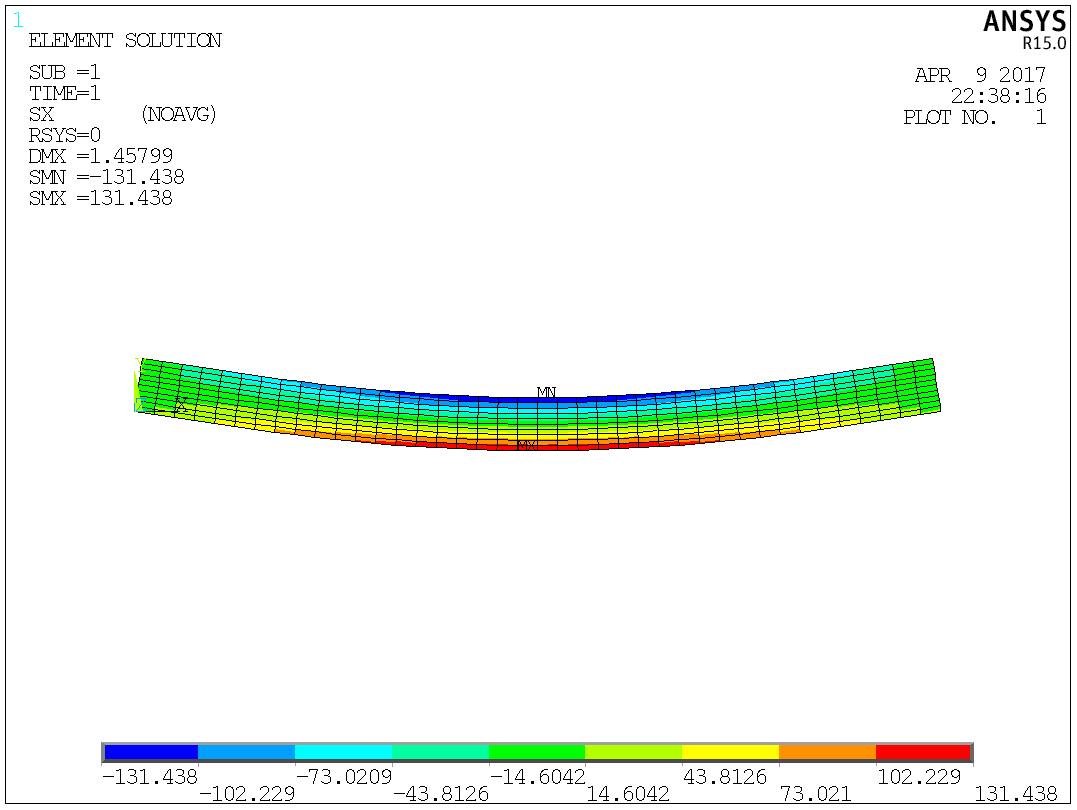 1
ANSYS
R15.0
ELEMENT SOLUTION
SUB =1
TIME=1
SX (NOAVG)
RSYS=0
DMX =1.45799
SMN =-131.438
SMX =131.438
APR 9 2017
22:38:16
PLOT NO. 1
MN
X
MX
-131.438 -73.0209 -14.6042 43.8126 102.229
-102.229 -43.8126 14.6042 73.021 131.438